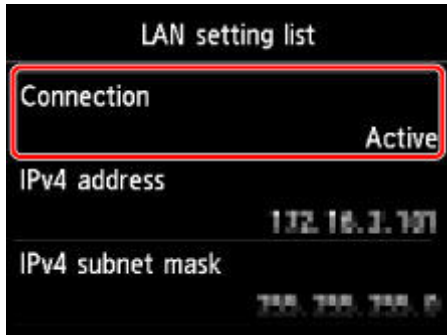 LAN setting list
Connection
Active
IPv4 address
IPv4 subnet mask